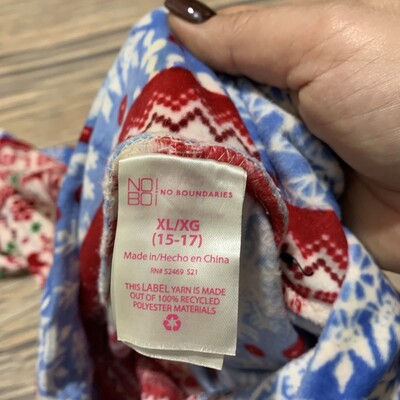 NO BO
NO BOUNDARIES
XL/XG
(15-17)
Made in/Hecho en China
RN# 52469 S21
THIS LABEL YARN IS MADE
OUT OF 100% RECYCLED
POLYESTER MATERIALS